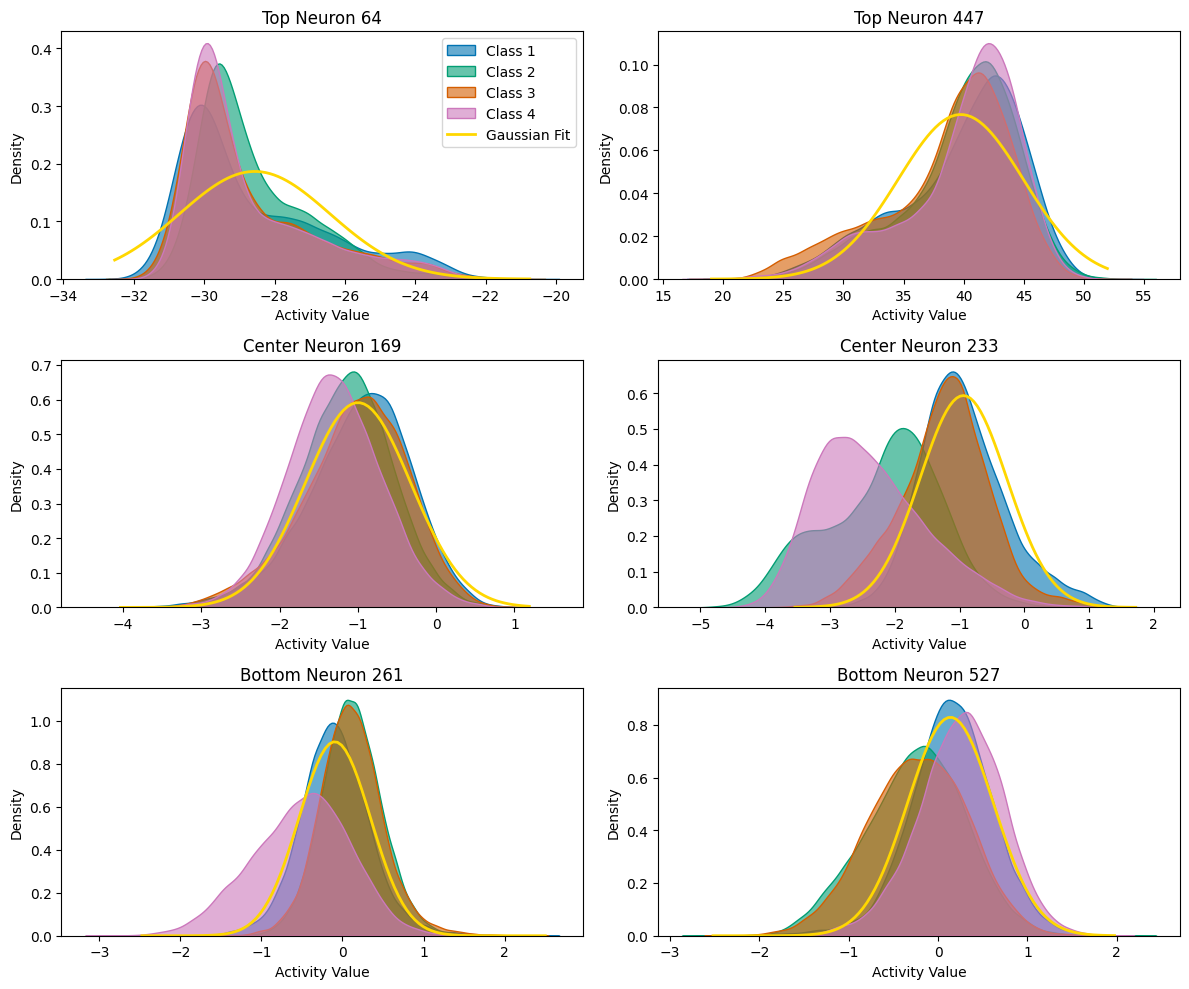 Top Neuron 64
Density
0.4
0.3
0.2
0.1
0.0
Class 1
Class 2
Class 3
Class 4
Gaussian Fit
−34 −32 −30 −28 −26 −24 −22 −20
Activity Value
Top Neuron 447
Density
0.10
0.08
0.06
0.04
0.02
0.00
15 20 25 30 35 40 45 50 55
Activity Value
Center Neuron 169
Density
0.7
0.6
0.5
0.4
0.3
0.2
0.1
0.0
−4 −3 −2 −1 0 1
Activity Value
Center Neuron 233
Density
0.6
0.5
0.4
0.3
0.2
0.1
0.0
−5 −4 −3 −2 −1 0 1 2
Activity Value
Bottom Neuron 261
Density
1.0
0.8
0.6
0.4
0.2
0.0
−3 −2 −1 0 1 2
Activity Value
Bottom Neuron 527
Density
0.8
0.6
0.4
0.2
0.0
−3 −2 −1 0 1 2
Activity Value